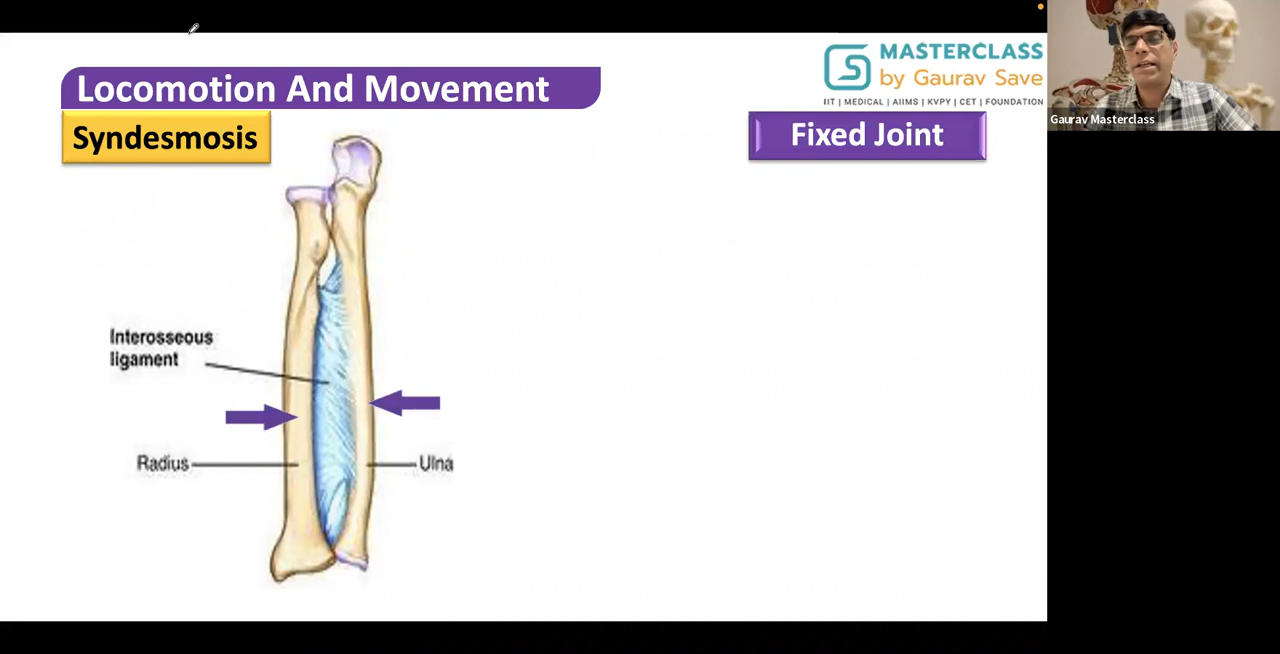 MASTERCLASS
by Gaurav Save
IIT | MEDICAL | AIIMS | KVPY | CET | FOUNDATION
Gaurav Masterclass
Locomotion And Movement
Syndesmosis
Fixed Joint
Interosseous
ligament
Radius
Ulna